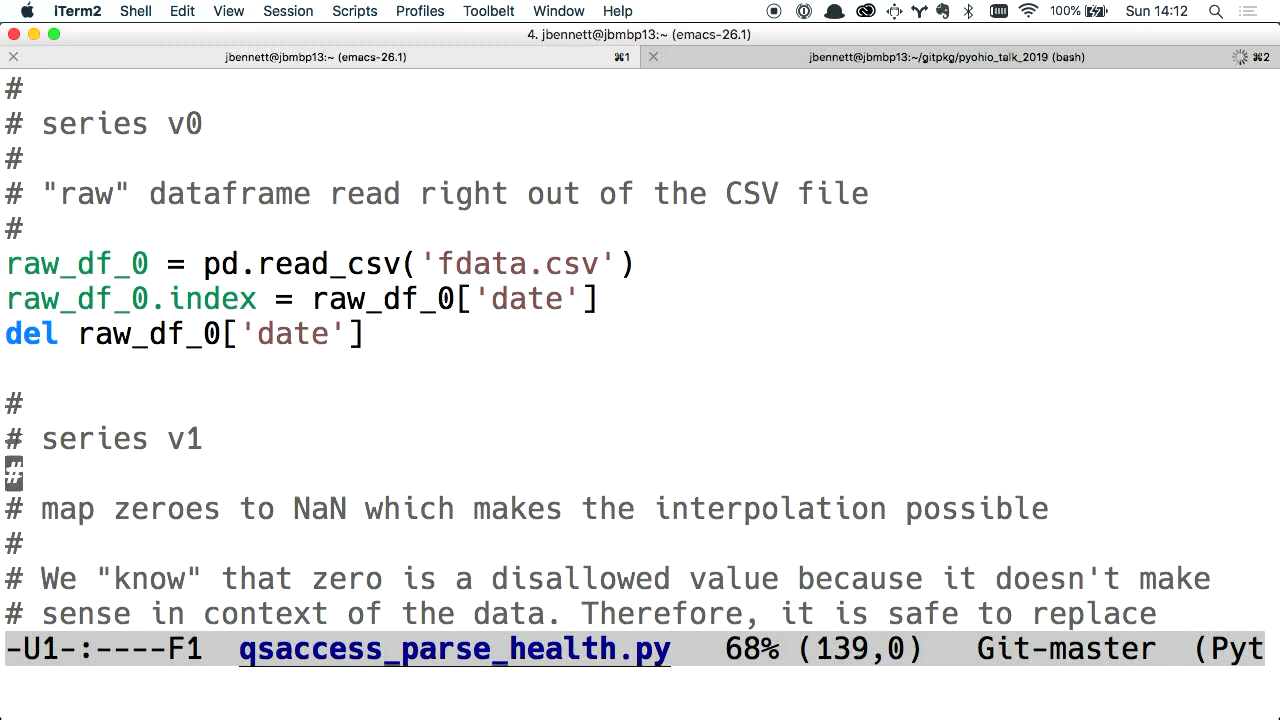 iTerm2 Shell Edit View Session Scripts Profiles Toolbelt Window Help 100% Sun 14:12
4. jbennett@jbmbp13:~ (emacs-26.1)
jbennett@jbmbp13:~ (emacs-26.1) ⌘1 jbennett@jbmbp13:~/gitpkg/pyohio_talk_2019 (bash) ⌘2
#
# series v0
#
# "raw" dataframe read right out of the CSV file
#
raw_df_0 = pd.read_csv('fdata.csv')
raw_df_0.index = raw_df_0['date']
del raw_df_0['date']
#
# series v1
#
# map zeroes to NaN which makes the interpolation possible
#
# We "know" that zero is a disallowed value because it doesn't make
# sense in context of the data. Therefore, it is safe to replace
-U1-:----F1 qsaccess_parse_health.py 68% (139,0) Git-master (Pyt